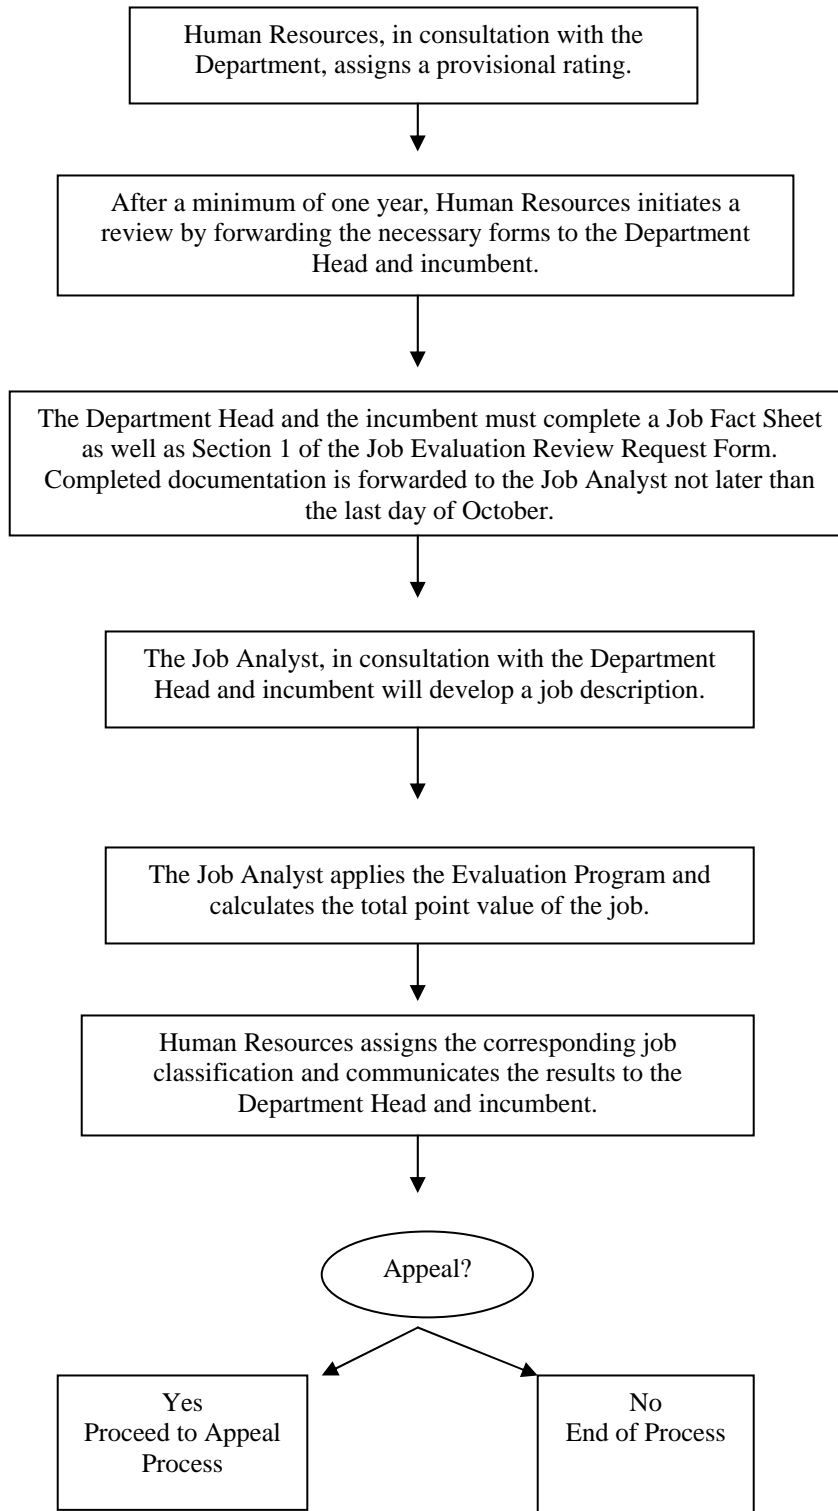 Human Resources, in consultation with the
Department, assigns a provisional rating.
After a minimum of one year, Human Resources initiates a
review by forwarding the necessary forms to the Department
Head and incumbent.
The Department Head and the incumbent must complete a Job Fact Sheet
as well as Section 1 of the Job Evaluation Review Request Form.
Completed documentation is forwarded to the Job Analyst not later than
the last day of October.
The Job Analyst, in consultation with the Department
Head and incumbent will develop a job description.
The Job Analyst applies the Evaluation Program and
calculates the total point value of the job.
Human Resources assigns the corresponding job
classification and communicates the results to the
Department Head and incumbent.
Appeal?
Yes
Proceed to Appeal
Process
No
End of Process